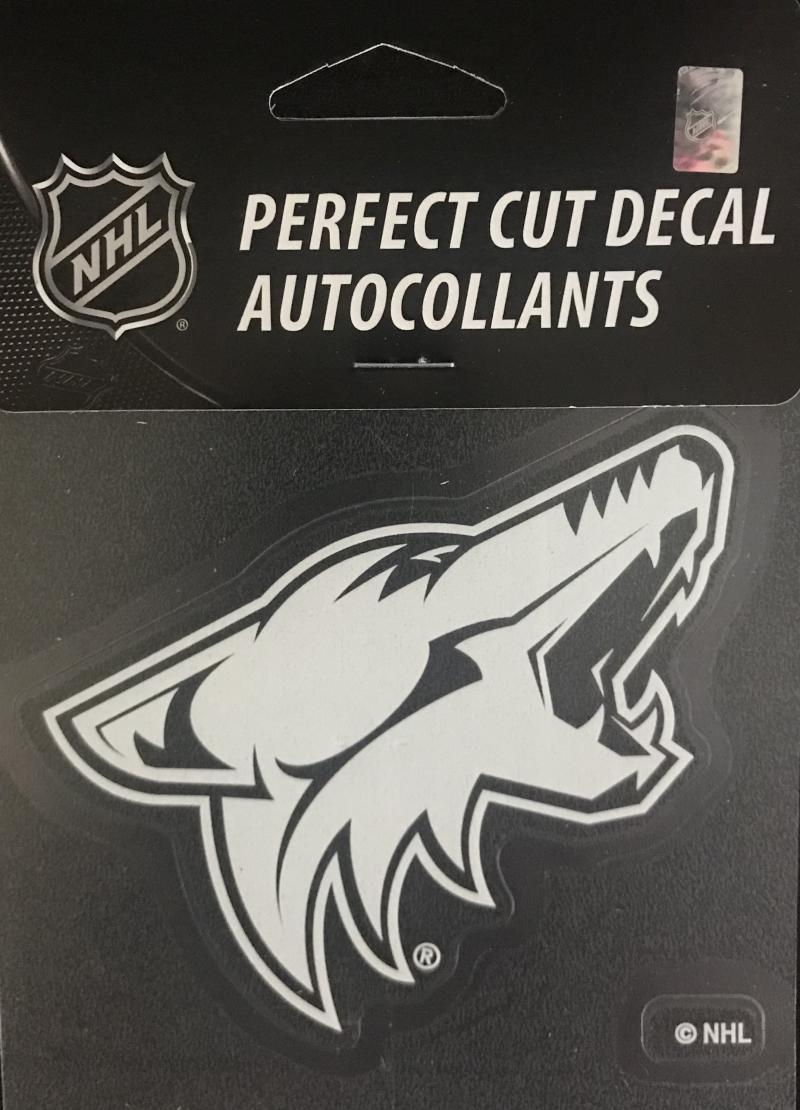 NHL
®
PERFECT CUT DECAL
AUTOCOLLANTS
®
© NHL